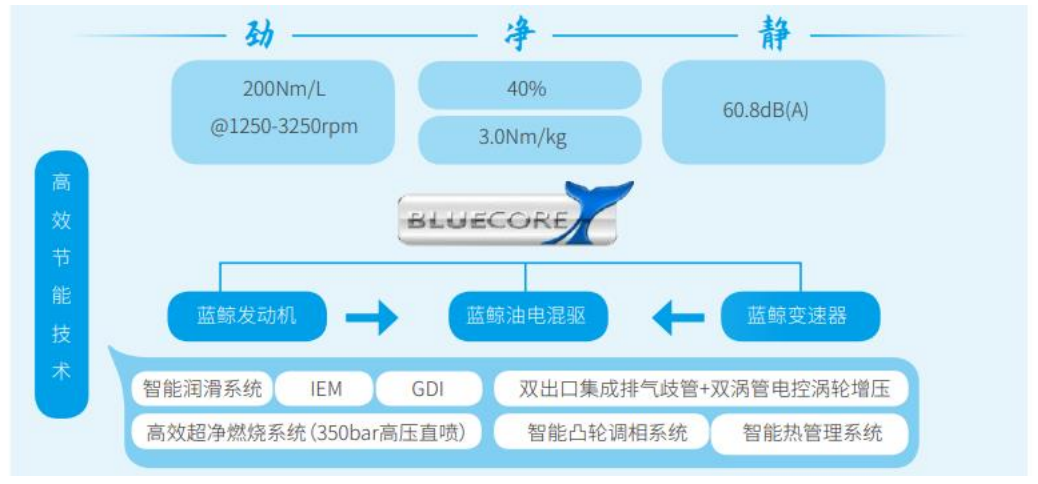 劲 净 静
200Nm/L
@1250-3250rpm
40%
3.0Nm/kg
60.8dB(A)
高效节能技术
BLUECORE
蓝鲸发动机
蓝鲸油电混驱
蓝鲸变速器
智能润滑系统
IEM
GDI
双出口集成排气歧管+双涡管电控涡轮增压
高效超净燃烧系统(350bar高压直喷)
智能凸轮调相系统
智能热管理系统